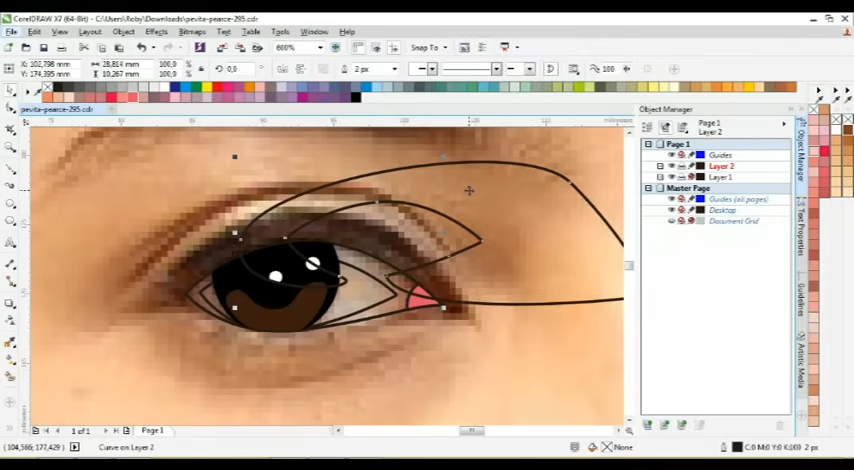 CorelDRAW X7 (64-Bit) - C:\Users\Roby\Downloads\pevita-pearce-295.cdr
File Edit View Layout Object Effects Bitmaps Text Table Tools Window Help
600% Snap To
X: 102,798 mm 28,814 mm 100,0 % 0,0 2 px 100
Y: 174,395 mm 10,267 mm 100,0 %
pevita-pearce-295.cdr
millimeters
Object Manager
Page 1
Layer 2
Page 1
Guides
Layer 2
Layer 1
Master Page
Guides (all pages)
Desktop
Document Grid
Object Manager
Text Properties
Guidelines
Artistic Media
1 of 1 Page 1
(104,566; 177,429) Curve on Layer 2 None C:0 M:0 Y:0 K:100 2 px